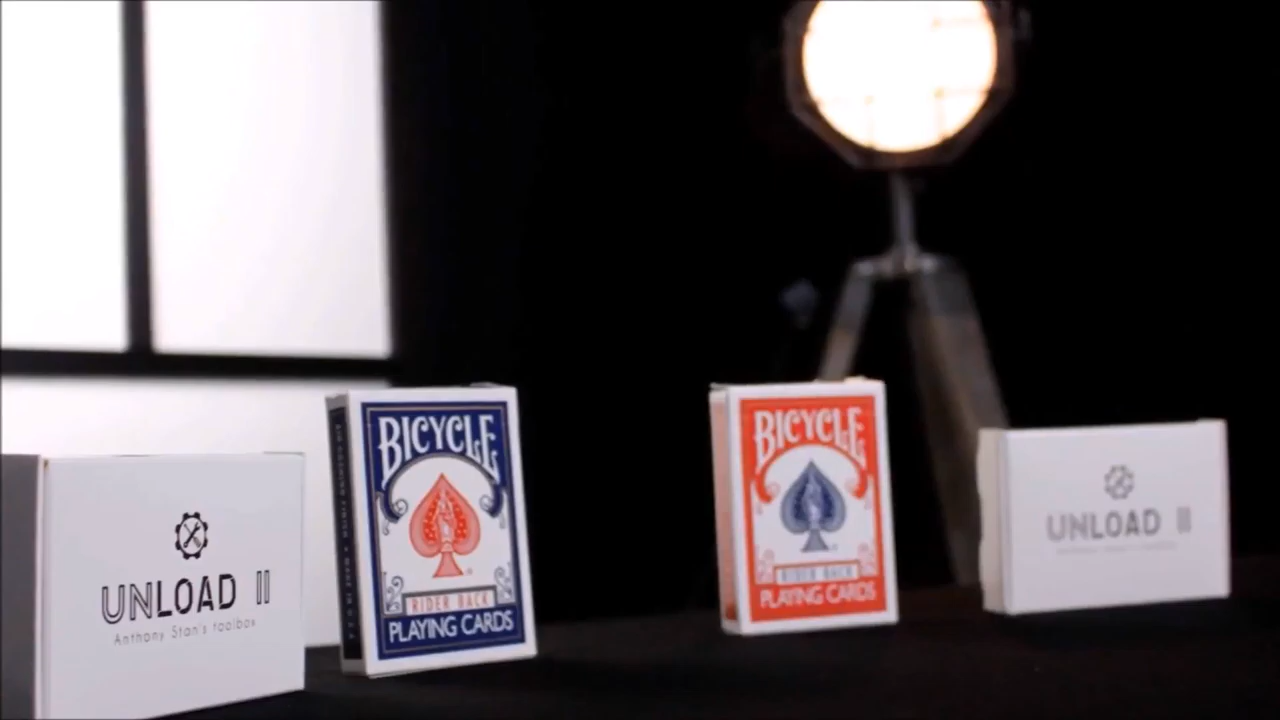 UNLOAD II
Anthony Stan's toolbox
BICYCLE
RIDER BACK
PLAYING CARDS
BICYCLE
RIDER BACK
PLAYING CARDS
UNLOAD II